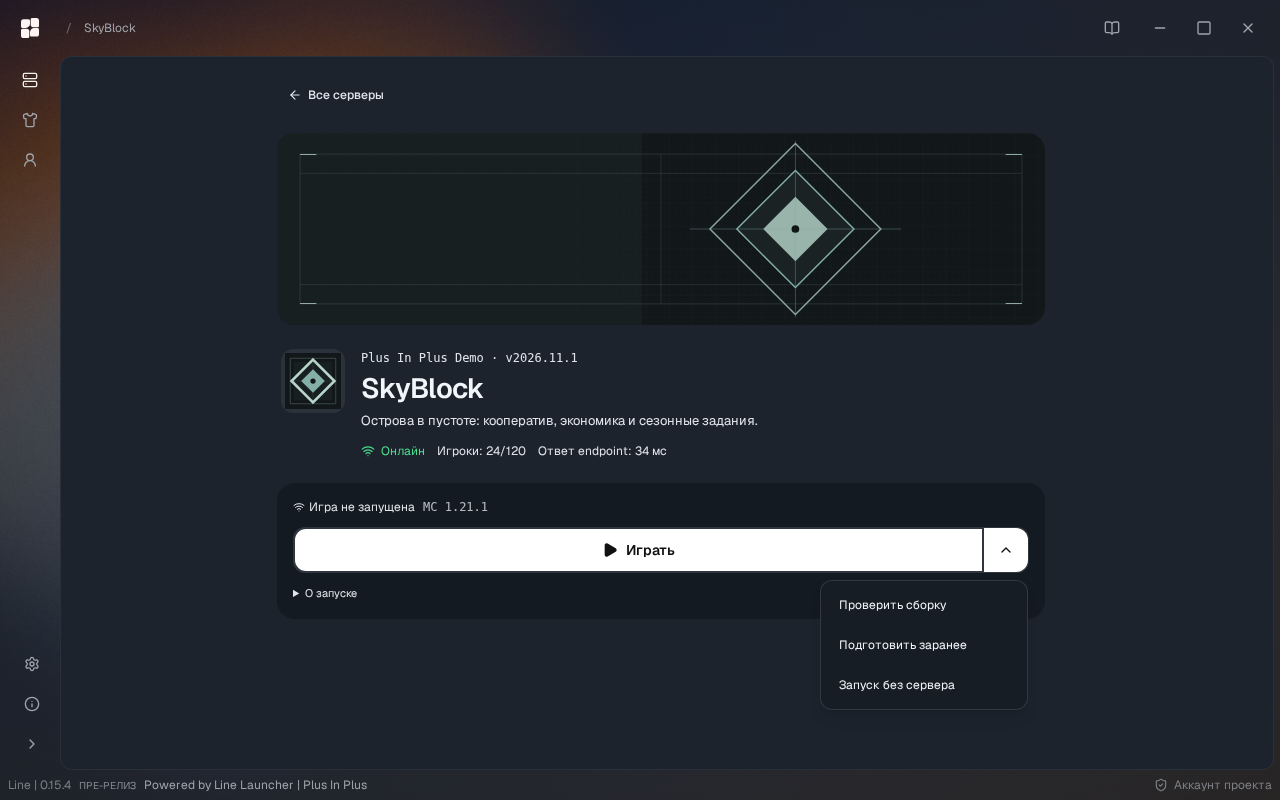 / SkyBlock
Все серверы
Plus In Plus Demo · v2026.11.1
SkyBlock
Острова в пустоте: кооператив, экономика и сезонные задания.
Онлайн Игроки: 24/120 Ответ endpoint: 34 мс
Игра не запущена MC 1.21.1
Играть
О запуске
Проверить сборку
Подготовить заранее
Запуск без сервера
Line | 0.15.4 ПРЕ-РЕЛИЗ Powered by Line Launcher | Plus In Plus
Аккаунт проекта